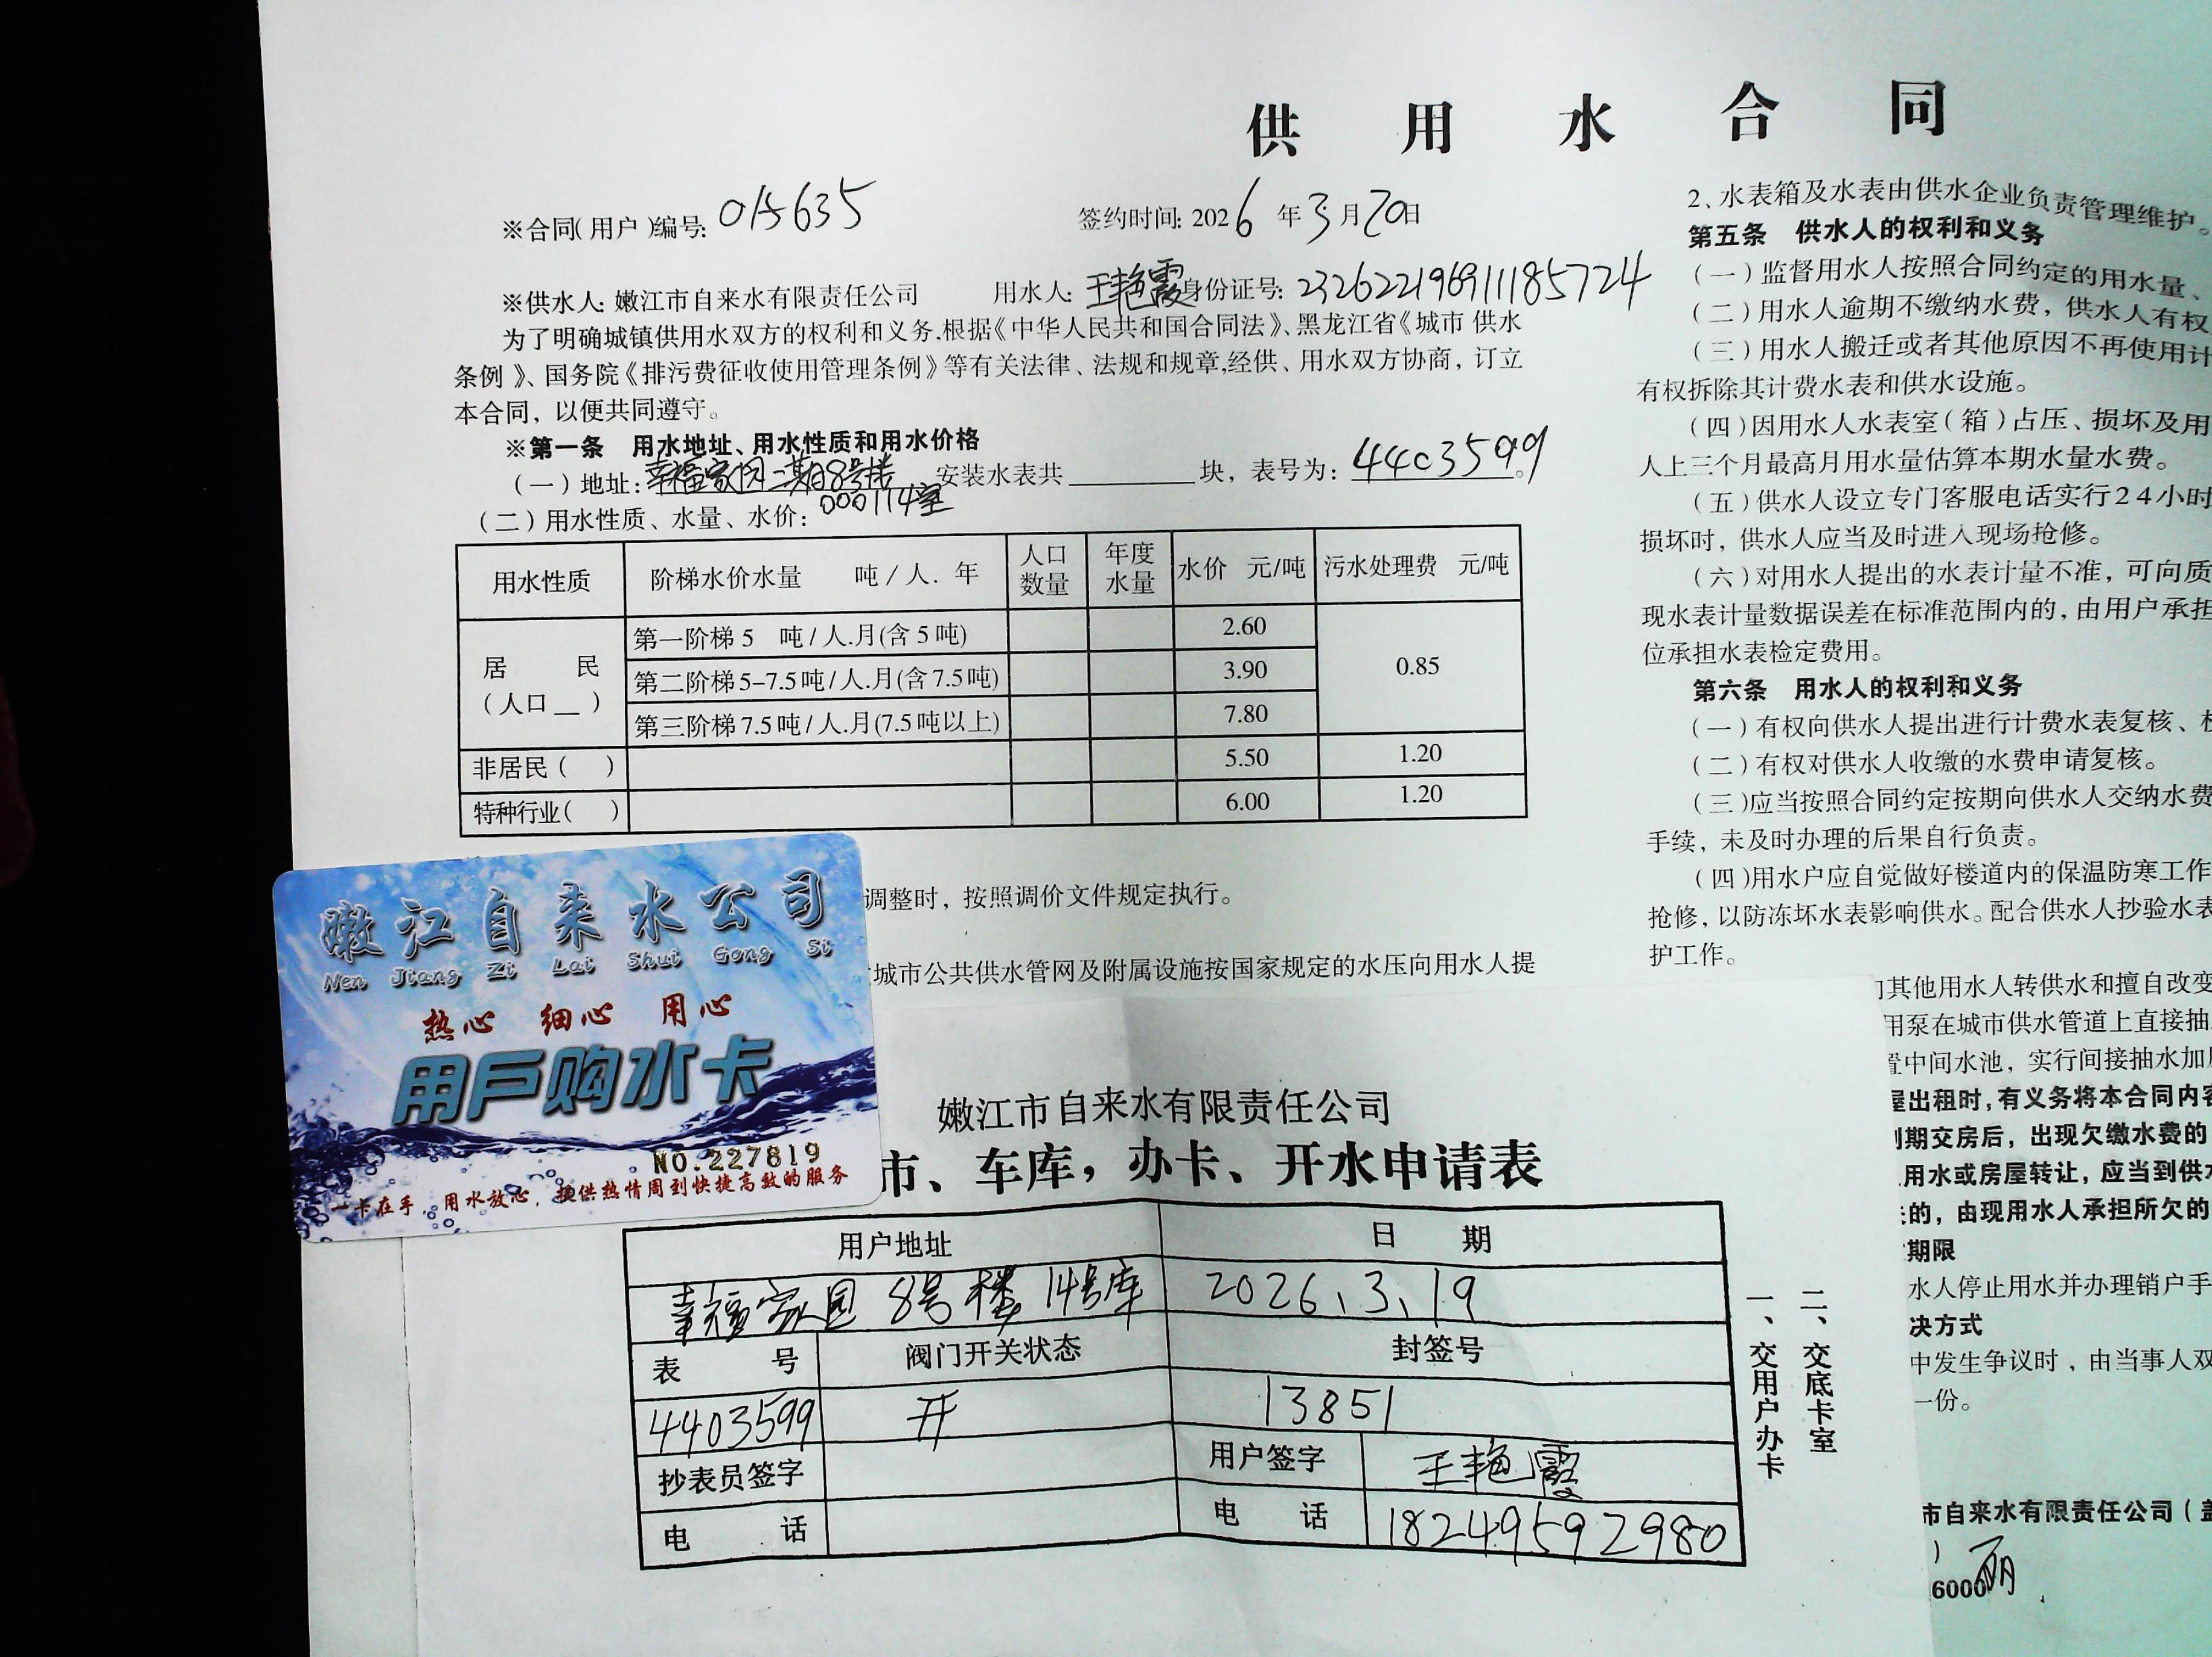 供用水合同
※合同(用户)编号: 015635 签约时间: 2026年3月20日
※供水人: 嫩江市自来水有限责任公司 用水人: 王艳霞 身份证号: 232622196911185724
为了明确城镇供用水双方的权利和义务.根据《中华人民共和国合同法》、黑龙江省《城市 供水
条例》、国务院《排污费征收使用管理条例》等有关法律、法规和规章,经供、用水双方协商，订立
本合同，以便共同遵守。
※第一条 用水地址、用水性质和用水价格
(一)地址: 幸福家园二期8号楼 安装水表共____块，表号为: 4403599。
000114室
(二)用水性质、水量、水价:
用水性质 阶梯水价水量 吨/人.年 人口数量 年度水量 水价 元/吨 污水处理费 元/吨
居民(人口__) 第一阶梯5 吨/人.月(含5吨) 2.60 0.85
第二阶梯5-7.5吨/人.月(含7.5吨) 3.90
第三阶梯7.5吨/人.月(7.5吨以上) 7.80
非居民( ) 5.50 1.20
特种行业( ) 6.00 1.20
调整时，按照调价文件规定执行。
城市公共供水管网及附属设施按国家规定的水压向用水人提
2、水表箱及水表由供水企业负责管理维护。
第五条 供水人的权利和义务
(一)监督用水人按照合同约定的用水量、
(二)用水人逾期不缴纳水费，供水人有权
(三)用水人搬迁或者其他原因不再使用计
有权拆除其计费水表和供水设施。
(四)因用水人水表室(箱)占压、损坏及用
人上三个月最高月用水量估算本期水量水费。
(五)供水人设立专门客服电话实行24小时
损坏时，供水人应当及时进入现场抢修。
(六)对用水人提出的水表计量不准，可向质
现水表计量数据误差在标准范围内的，由用户承担
位承担水表检定费用。
第六条 用水人的权利和义务
(一)有权向供水人提出进行计费水表复核、
(二)有权对供水人收缴的水费申请复核。
(三)应当按照合同约定按期向供水人交纳水费
手续，未及时办理的后果自行负责。
(四)用水户应自觉做好楼道内的保温防寒工作
抢修，以防冻坏水表影响供水。配合供水人抄验水表
护工作。
其他用水人转供水和擅自改变
用泵在城市供水管道上直接抽
置中间水池，实行间接抽水加
屋出租时,有义务将本合同内容
期交房后，出现欠缴水费的
用水或房屋转让，应当到供水
的，由现用水人承担所欠的
期限
水人停止用水并办理销户手
决方式
中发生争议时，由当事人双
一份。
市自来水有限责任公司(盖
)
6000
丽
嫩江自来水公司
Nen Jiang Zi Lai Shui Gong Si
热心 细心 用心
用户购水卡
NO.227819
一卡在手，用水放心，提供热情周到快捷高效的服务
嫩江市自来水有限责任公司
市、车库，办卡、开水申请表
用户地址 日期
幸福家园 8号楼 14号库 2026、3、19
表号 阀门开关状态 封签号
4403599 开 13851
抄表员签字 用户签字 王艳霞
电话 电话 18249592980
一、交用户办卡
二、交底卡室